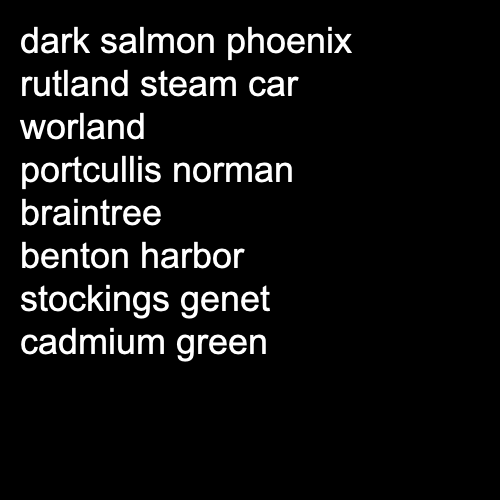 dark salmon phoenix
rutland steam car
worland
portcullis norman
braintree
benton harbor
stockings genet
cadmium green